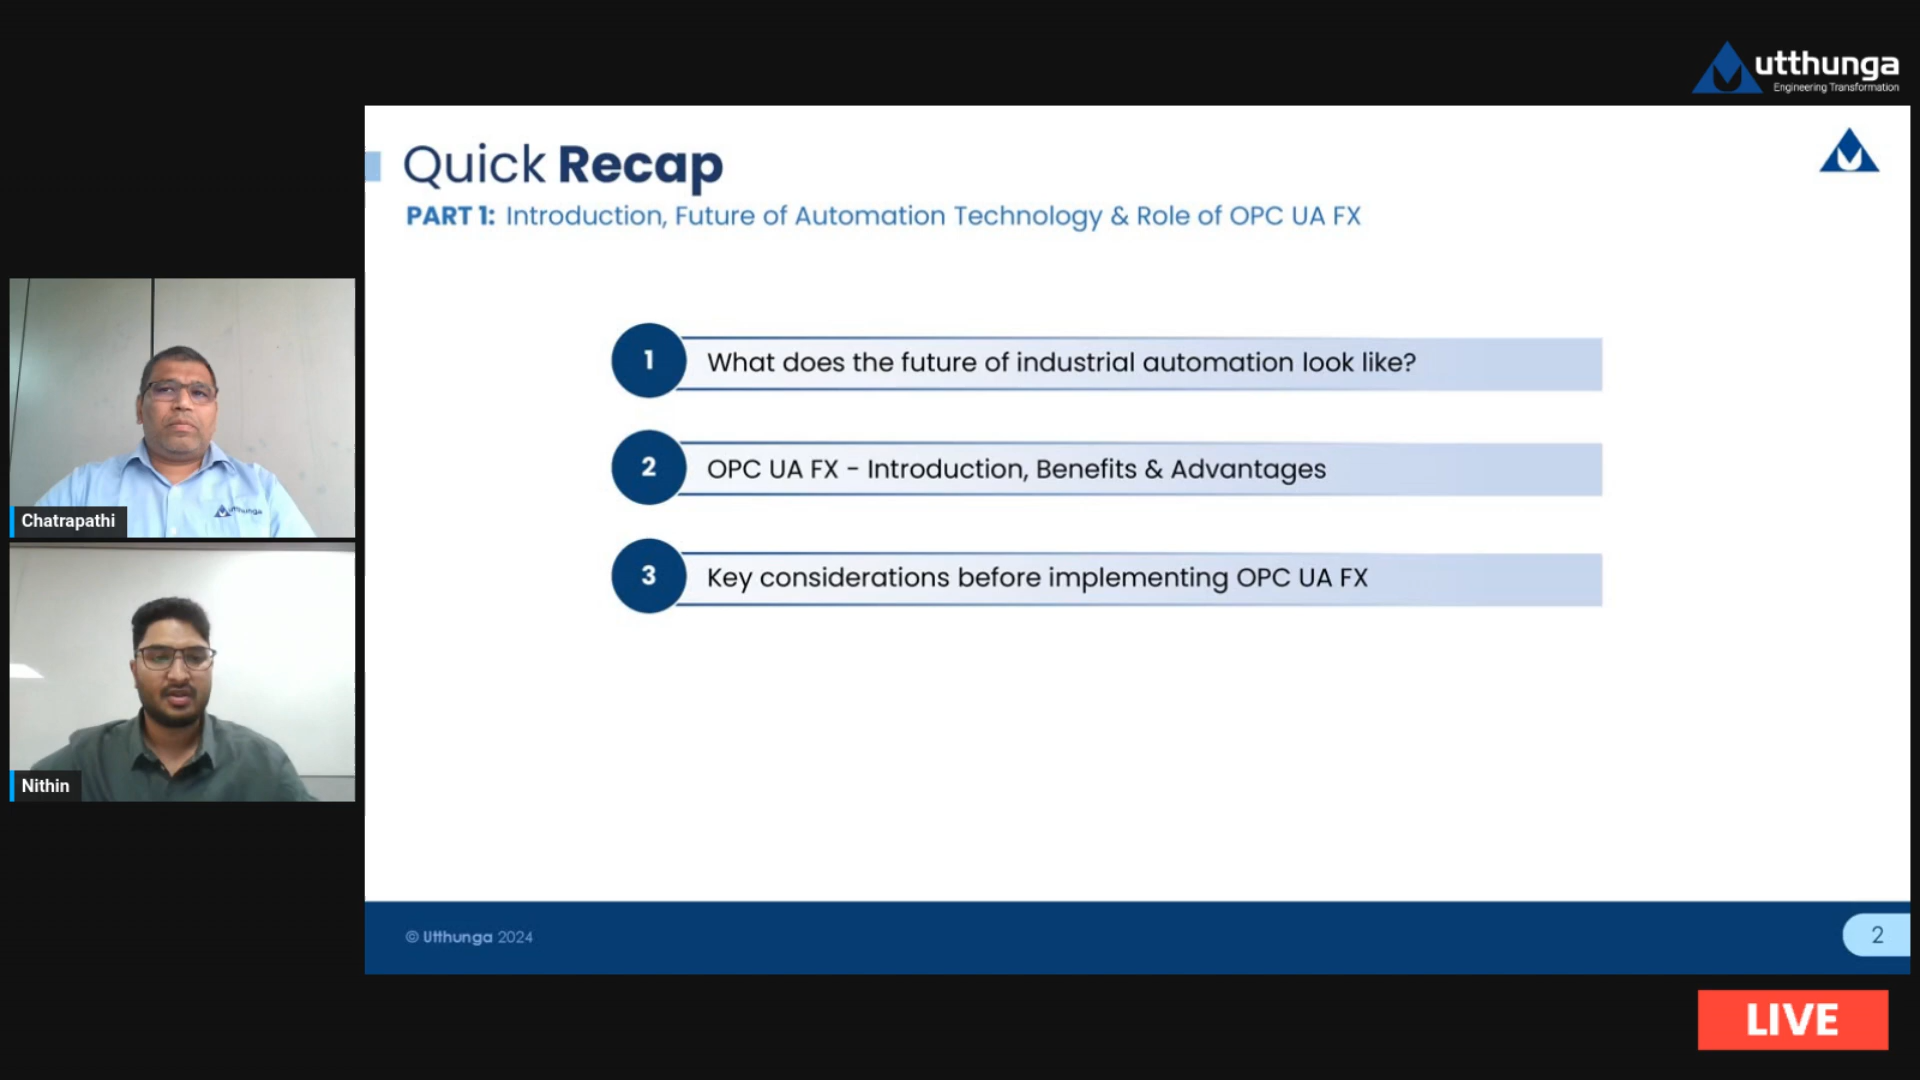 utthunga
Engineering Transformation
Quick Recap
PART 1: Introduction, Future of Automation Technology & Role of OPC UA FX
1 What does the future of industrial automation look like?
2 OPC UA FX - Introduction, Benefits & Advantages
3 Key considerations before implementing OPC UA FX
utthunga
Chatrapathi
Nithin
© Utthunga 2024
2
LIVE